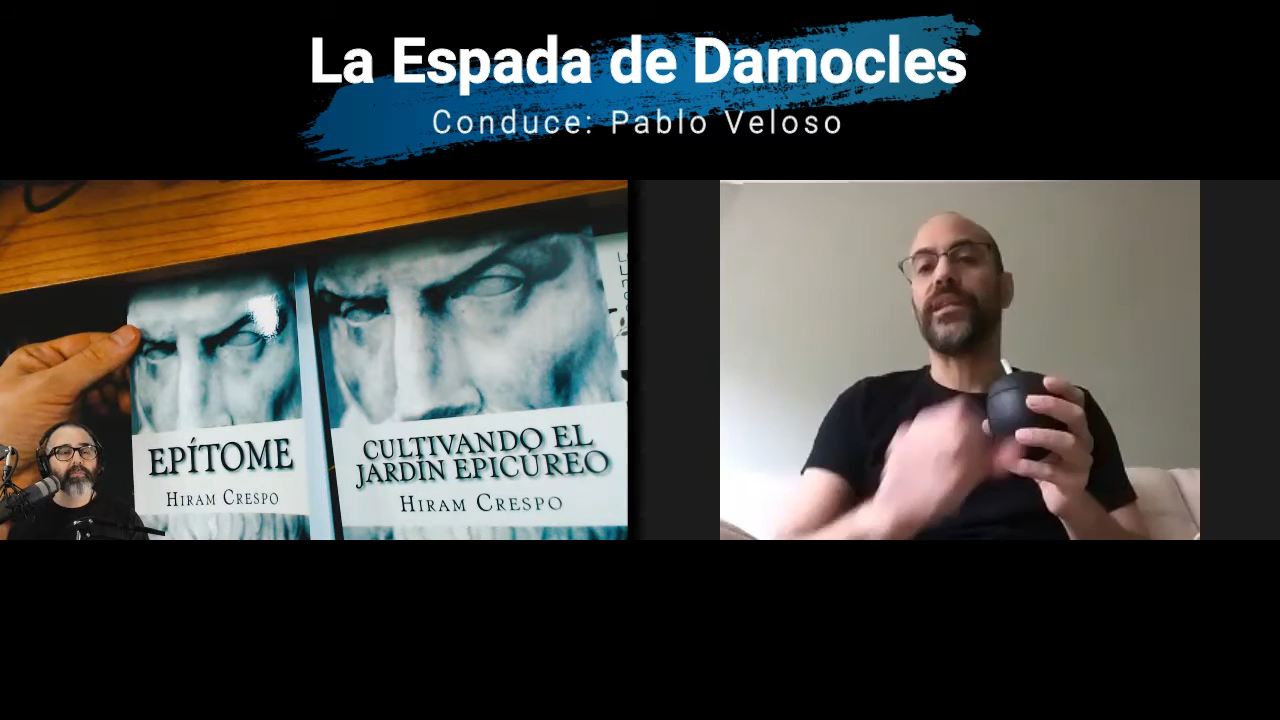 La Espada de Damocles
Conduce: Pablo Veloso
EPÍTOME
HIRAM CRESPO
CULTIVANDO EL
JARDÍN EPICÚREO
HIRAM CRESPO